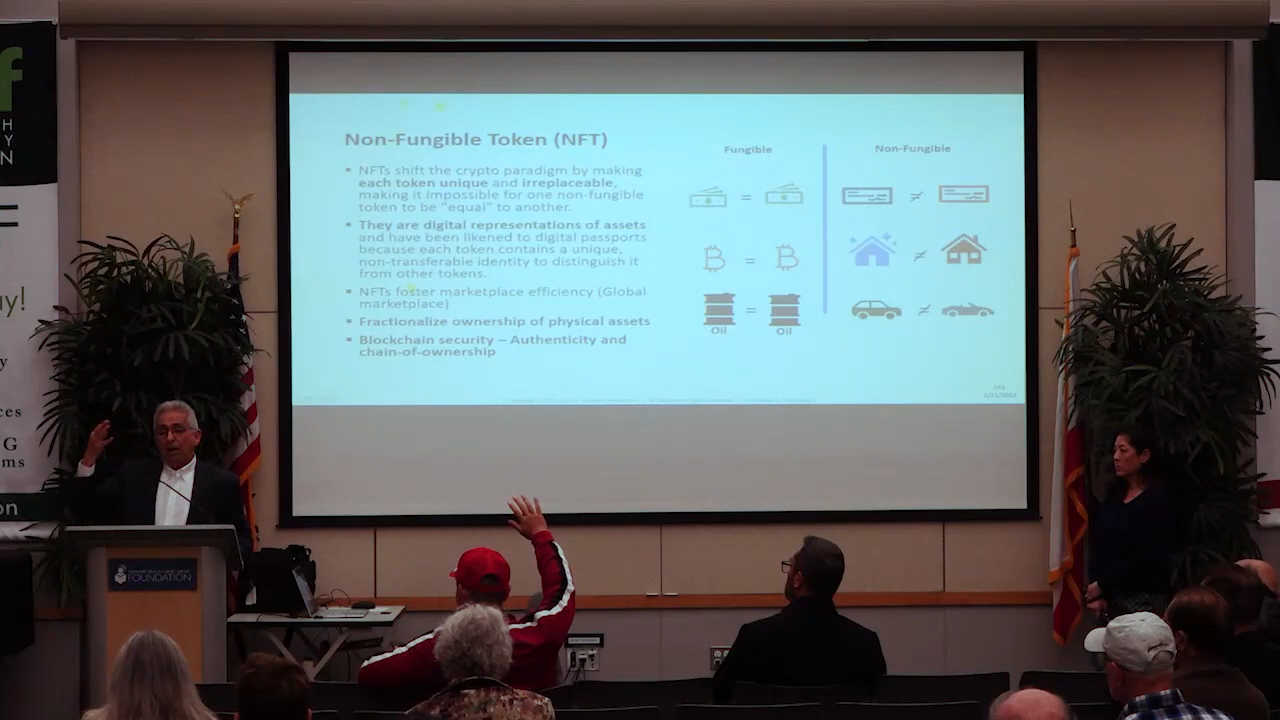 Non-Fungible Token (NFT)
NFTs shift the crypto paradigm by making
each token unique and irreplaceable,
making it impossible for one non-fungible
token to be "equal" to another.
They are digital representations of assets
and have been likened to digital passports
because each token contains a unique,
non-transferable identity to distinguish it
from other tokens.
NFTs foster marketplace efficiency (Global
marketplace)
Fractionalize ownership of physical assets
Blockchain security – Authenticity and
chain-of-ownership
Fungible
Non-Fungible
=
≠
=
≠
=
≠
Oil
Oil
f
H
Y
N
y!
y
ces
G
ms
on
FOUNDATION